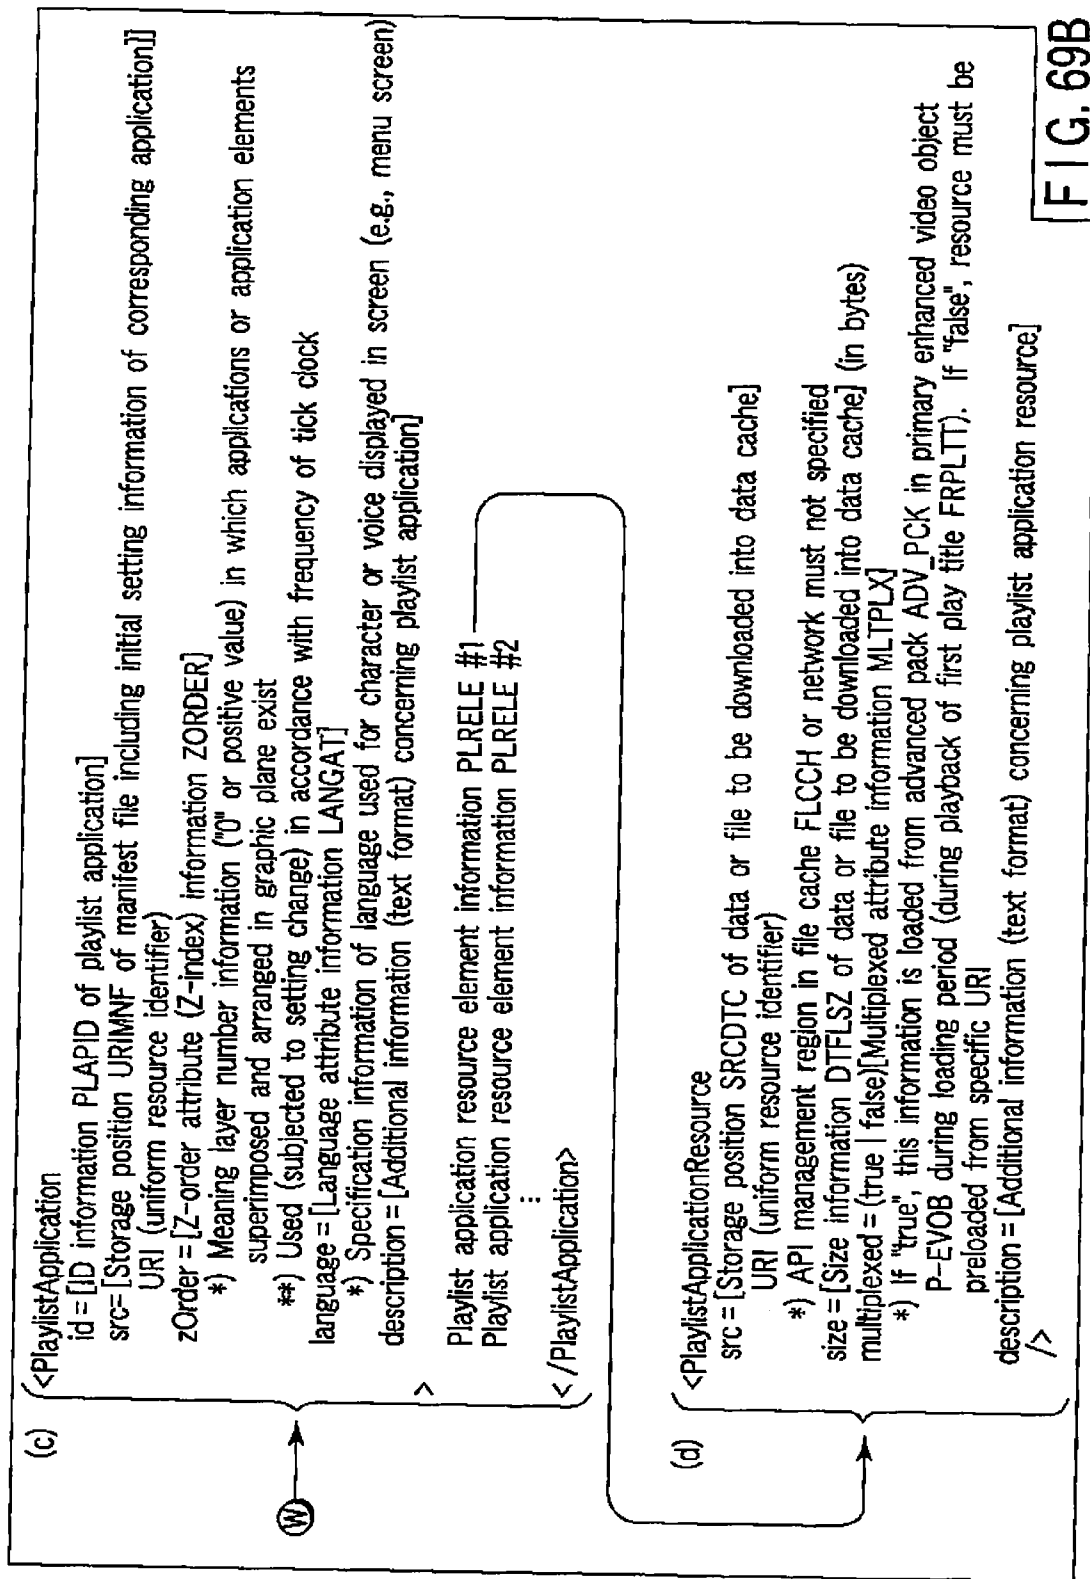 (c)
<PlaylistApplication
id = [ID information PLAPID of playlist application]
src= [Storage position URIMNF of manifest file including initial setting information of corresponding application]]
URI (uniform resource identifier)
zOrder = [Z-order attribute (Z-index) information ZORDER]
*) Meaning layer number information ("0" or positive value) in which applications or application elements
superimposed and arranged in graphic plane exist
**) Used (subjected to setting change) in accordance with frequency of tick clock
language = [Language attribute information LANGAT]
*) Specification information of language used for character or voice displayed in screen (e.g., menu screen)
description = [Additional information (text format) concerning playlist application]
>
W
Playlist application resource element information PLRELE #1
Playlist application resource element information PLRELE #2
⋮
</PlaylistApplication>
(d)
<PlaylistApplicationResource
src = [Storage position SRCDTC of data or file to be downloaded into data cache]
URI (uniform resource identifier)
*) API management region in file cache FLCCH or network must not specified
size = [Size information DTFLSZ of data or file to be downloaded into data cache] (in bytes)
multiplexed = (true | false)[Multiplexed attribute information MLTPLX]
*) If "true", this information is loaded from advanced pack ADV_PCK in primary enhanced video object
P-EVOB during loading period (during playback of first play title FRPLTT). If "false", resource must be
preloaded from specific URI
description = [Additional information (text format) concerning playlist application resource]
/>
FIG. 69B